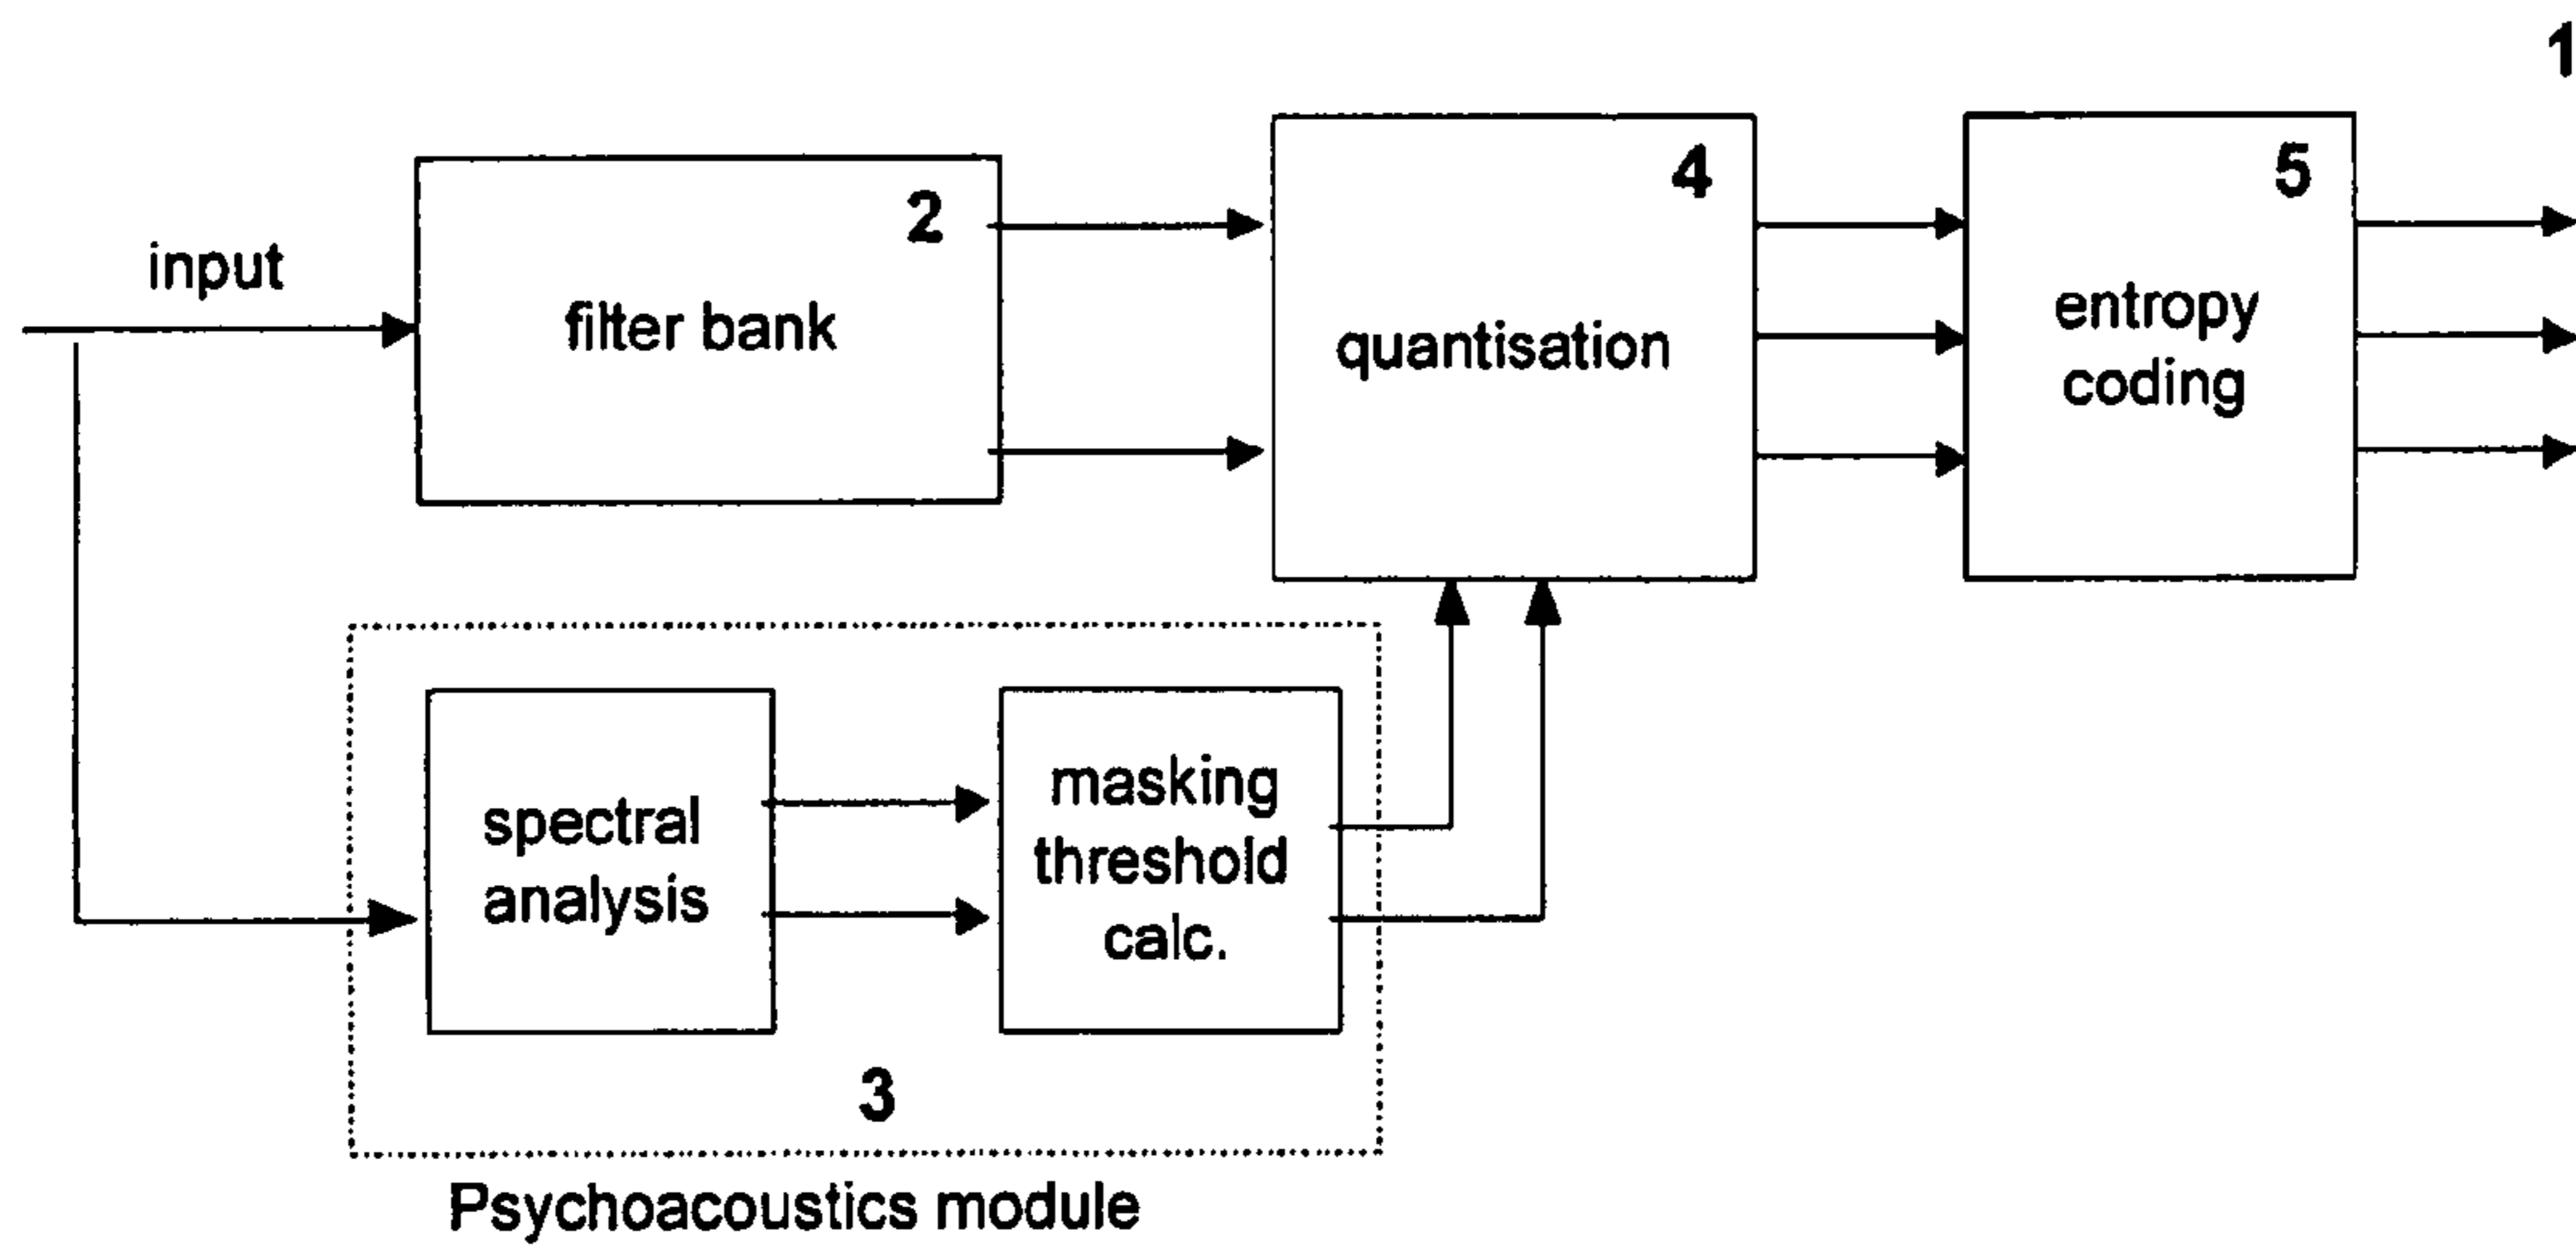 1
2
4
5
input
filter bank
quantisation
entropy
coding
spectral
analysis
masking
threshold
calc.
3
Psychoacoustics module